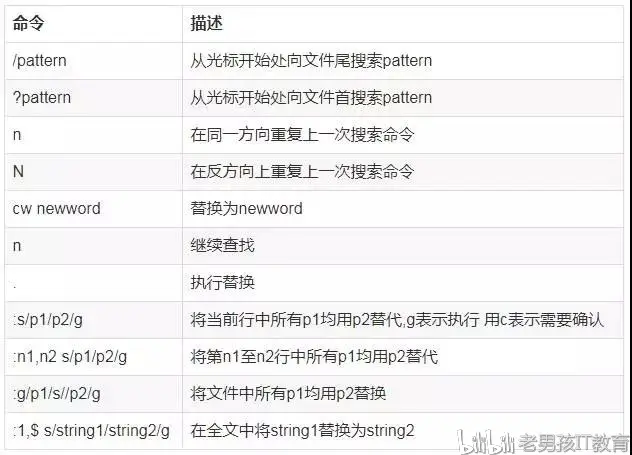 命令 描述
/pattern 从光标开始处向文件尾搜索pattern
?pattern 从光标开始处向文件首搜索pattern
n 在同一方向重复上一次搜索命令
N 在反方向上重复上一次搜索命令
cw newword 替换为newword
n 继续查找
. 执行替换
:s/p1/p2/g 将当前行中所有p1均用p2替代,g表示执行 用c表示需要确认
:n1,n2 s/p1/p2/g 将第n1至n2行中所有p1均用p2替代
:g/p1/s//p2/g 将文件中所有p1均用p2替换
:1,$ s/string1/string2/g 在全文中将string1替换为string2
bilibili 老男孩IT教育